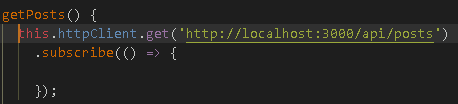 getPosts() {
this.httpClient.get('http://localhost:3000/api/posts')
.subscribe(() => {
});